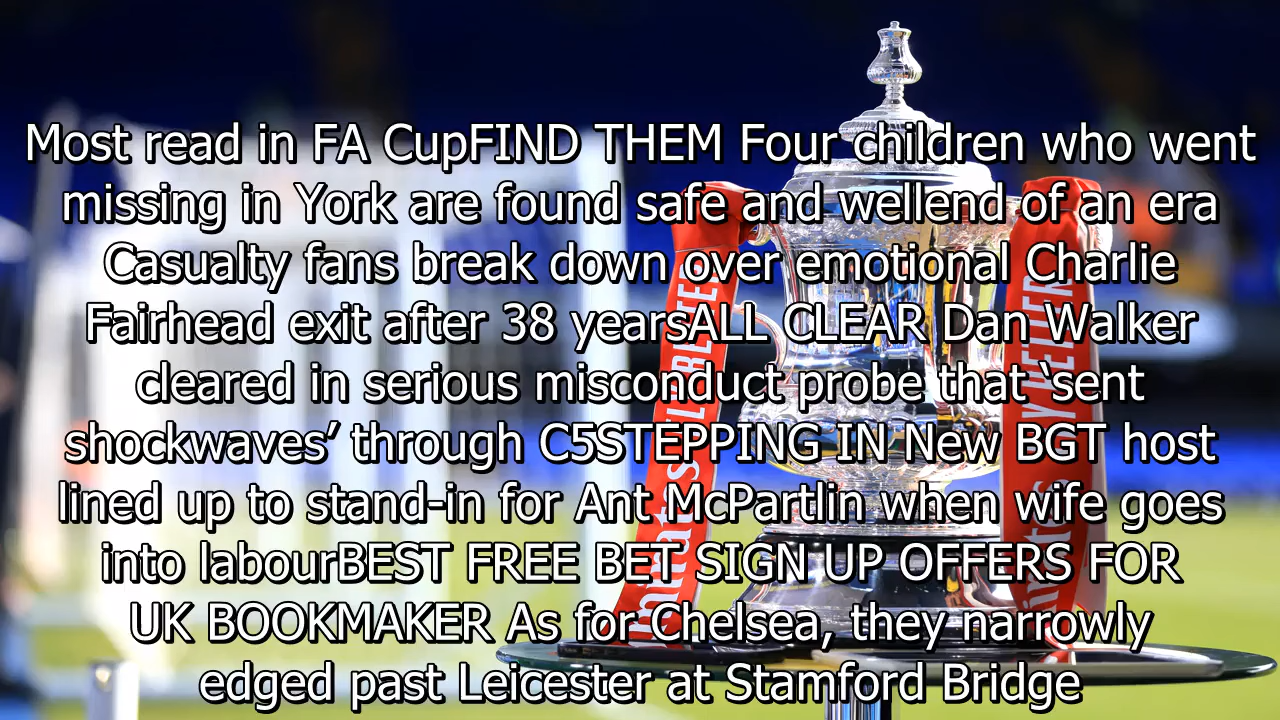 Most read in FA CupFIND THEM Four children who went
missing in York are found safe and wellend of an era
Casualty fans break down over emotional Charlie
Fairhead exit after 38 yearsALL CLEAR Dan Walker
cleared in serious misconduct probe that ‘sent
shockwaves’ through C5STEPPING IN New BGT host
lined up to stand-in for Ant McPartlin when wife goes
into labourBEST FREE BET SIGN UP OFFERS FOR
UK BOOKMAKER As for Chelsea, they narrowly
edged past Leicester at Stamford Bridge
Emirates